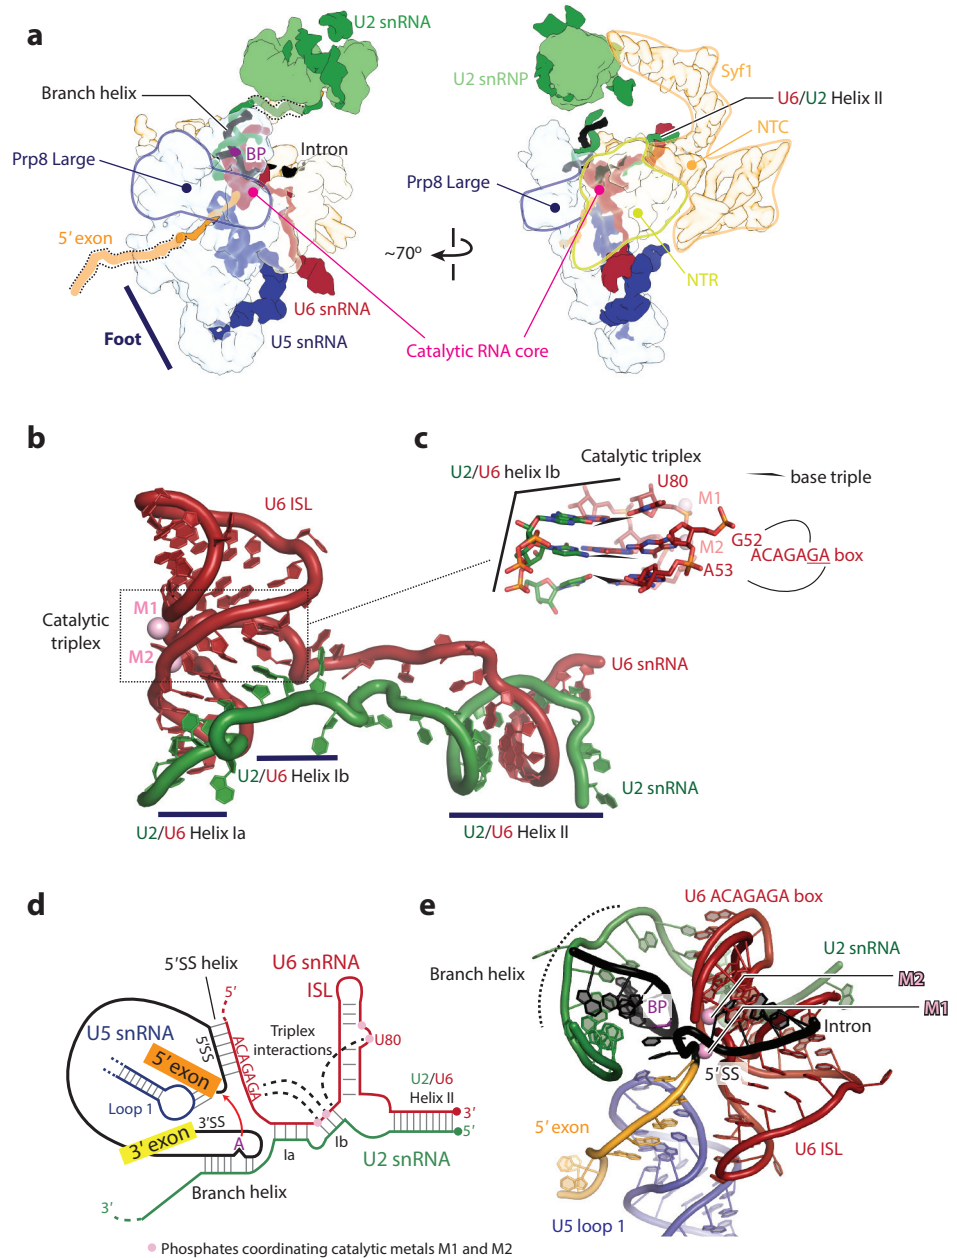 a
U2 snRNA
Branch helix
BP
Intron
Prp8 Large
5′ exon
U6 snRNA
U5 snRNA
Foot
~70º
Catalytic RNA core
U2 snRNP
Syf1
U6/U2 Helix II
NTC
Prp8 Large
NTR
b
U6 ISL
M1
Catalytic
triplex
M2
U6 snRNA
U2/U6 Helix Ib
U2 snRNA
U2/U6 Helix Ia
U2/U6 Helix II
c
Catalytic triplex
U2/U6 helix Ib
U80
base triple
M1
G52
M2
ACAGAGA box
A53
d
5′SS helix
U6 snRNA
ISL
5′
U5 snRNA
5′SS
ACAGAGA
Triplex
interactions
U80
5′ exon
U2/U6
Helix II
Loop 1
3′SS
3′
5′
3′ exon
A
Ia
Ib
U2 snRNA
Branch helix
3′
Phosphates coordinating catalytic metals M1 and M2
e
U6 ACAGAGA box
U2 snRNA
Branch helix
M2
BP
M1
Intron
5′SS
5′ exon
U6 ISL
U5 loop 1